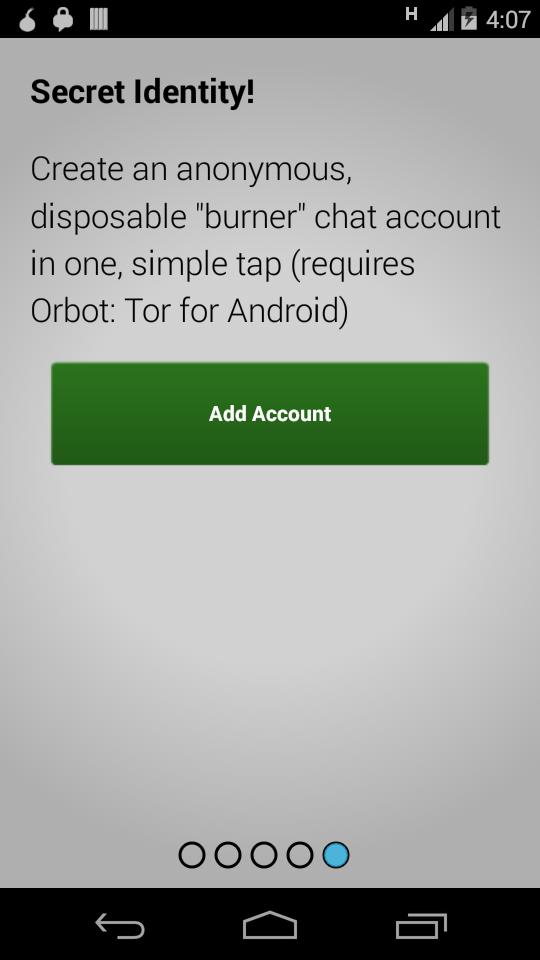 H 4:07
Secret Identity!
Create an anonymous,
disposable "burner" chat account
in one, simple tap (requires
Orbot: Tor for Android)
Add Account